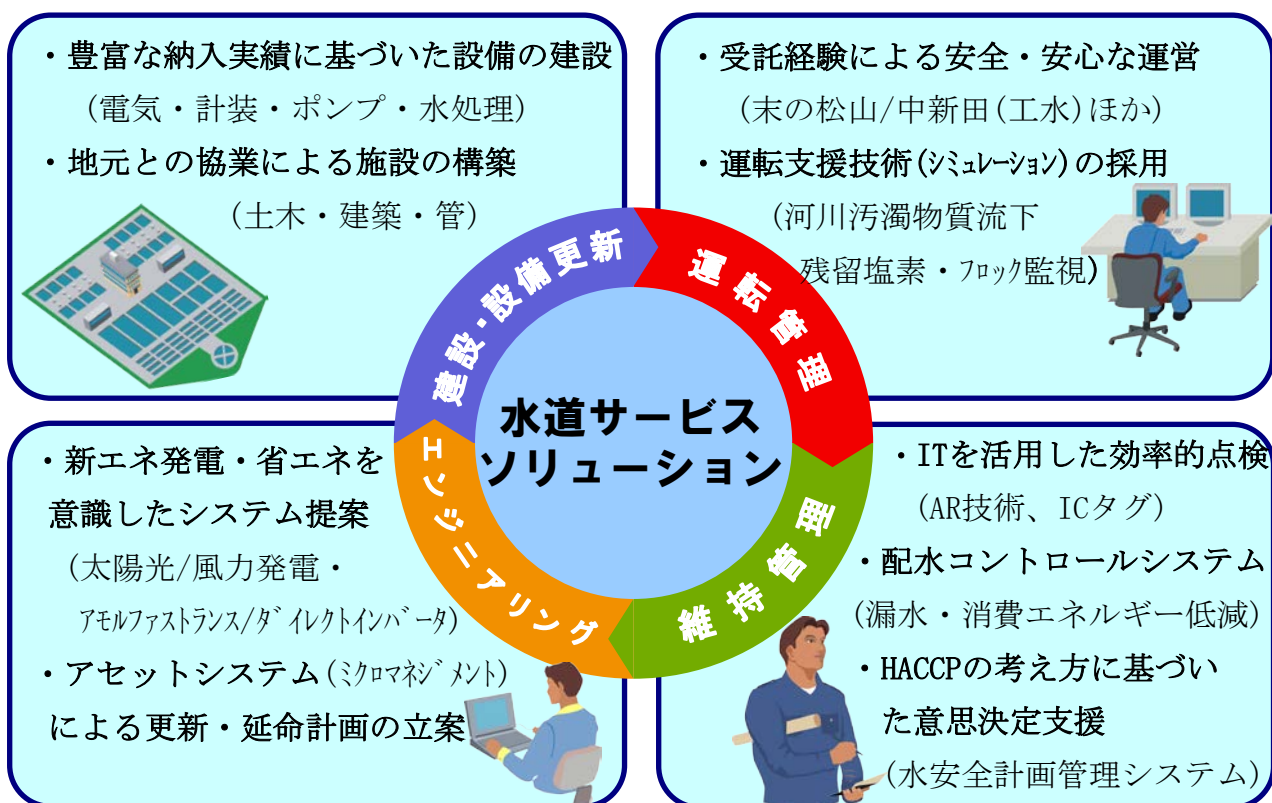 ・豊富な納入実績に基づいた設備の建設
(電気・計装・ポンプ・水処理)
・地元との協業による施設の構築
(土木・建築・管)
・受託経験による安全・安心な運営
(末の松山/中新田(工水)ほか)
・運転支援技術(ｼﾐｭﾚｰｼｮﾝ)の採用
(河川汚濁物質流下
残留塩素・ﾌﾛｯｸ監視)
建設・設備更新
運転管理
水道サービス
ソリューション
エンジニアリング
維持管理
・新エネ発電・省エネを
意識したシステム提案
(太陽光/風力発電・
ｱﾓﾙﾌｧｽﾄﾗﾝｽ/ﾀﾞｲﾚｸﾄｲﾝﾊﾞｰﾀ)
・アセットシステム(ﾐｸﾛﾏﾈｼﾞﾒﾝﾄ)
による更新・延命計画の立案
・ITを活用した効率的点検
(AR技術、ICタグ)
・配水コントロールシステム
(漏水・消費エネルギー低減)
・HACCPの考え方に基づい
た意思決定支援
(水安全計画管理システム)